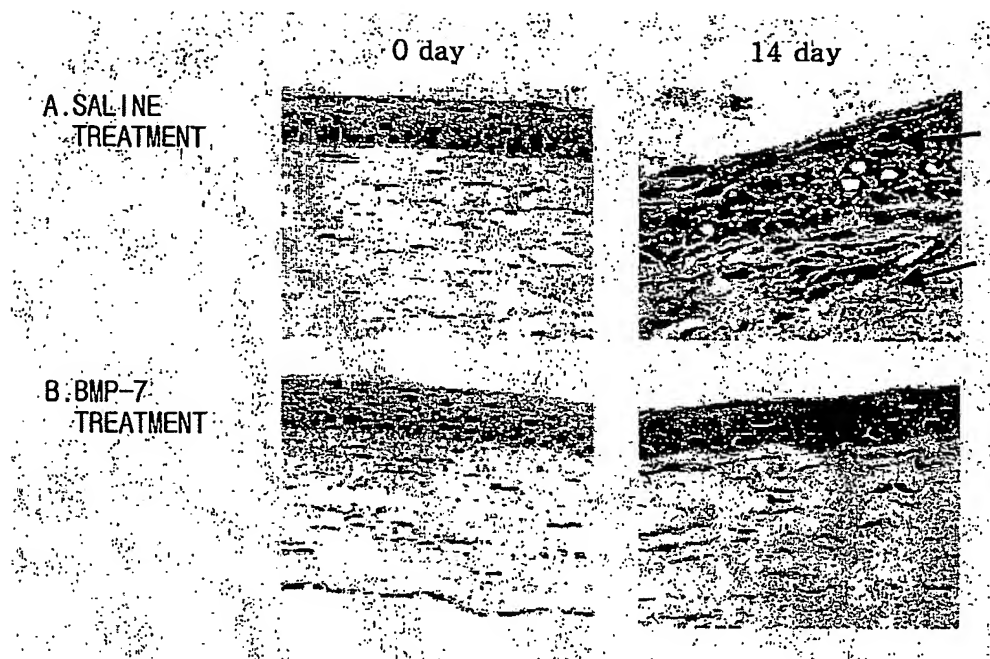 0 day
14 day
A.SALINE
TREATMENT
B.BMP-7
TREATMENT